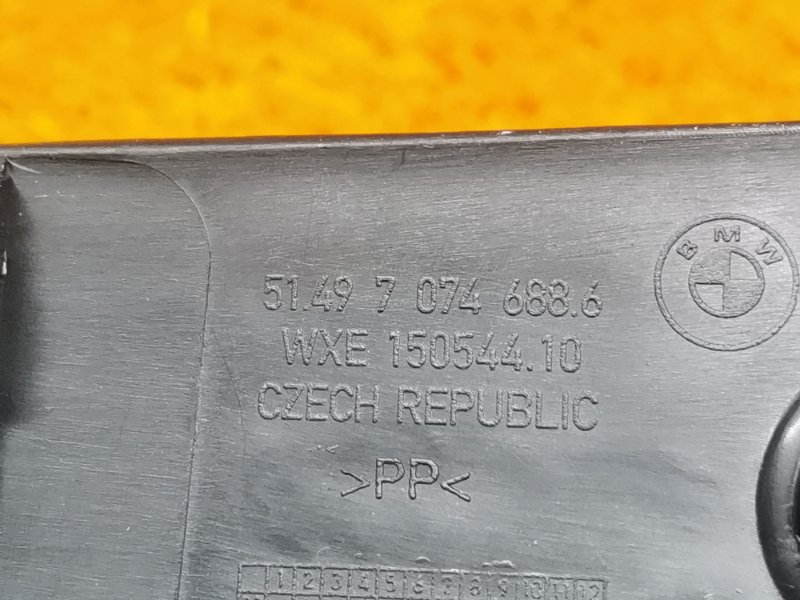 BMW
51.49 7 074 688.6
WXE 150544.10
CZECH REPUBLIC
>PP<
1 2 3 4 5 6 7 8 9 10 11 12